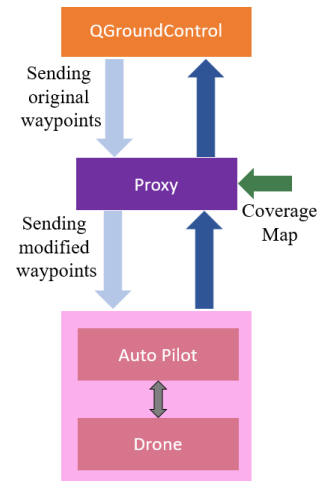 QGroundControl
Sending
original
waypoints
Proxy
Coverage
Map
Sending
modified
waypoints
Auto Pilot
Drone